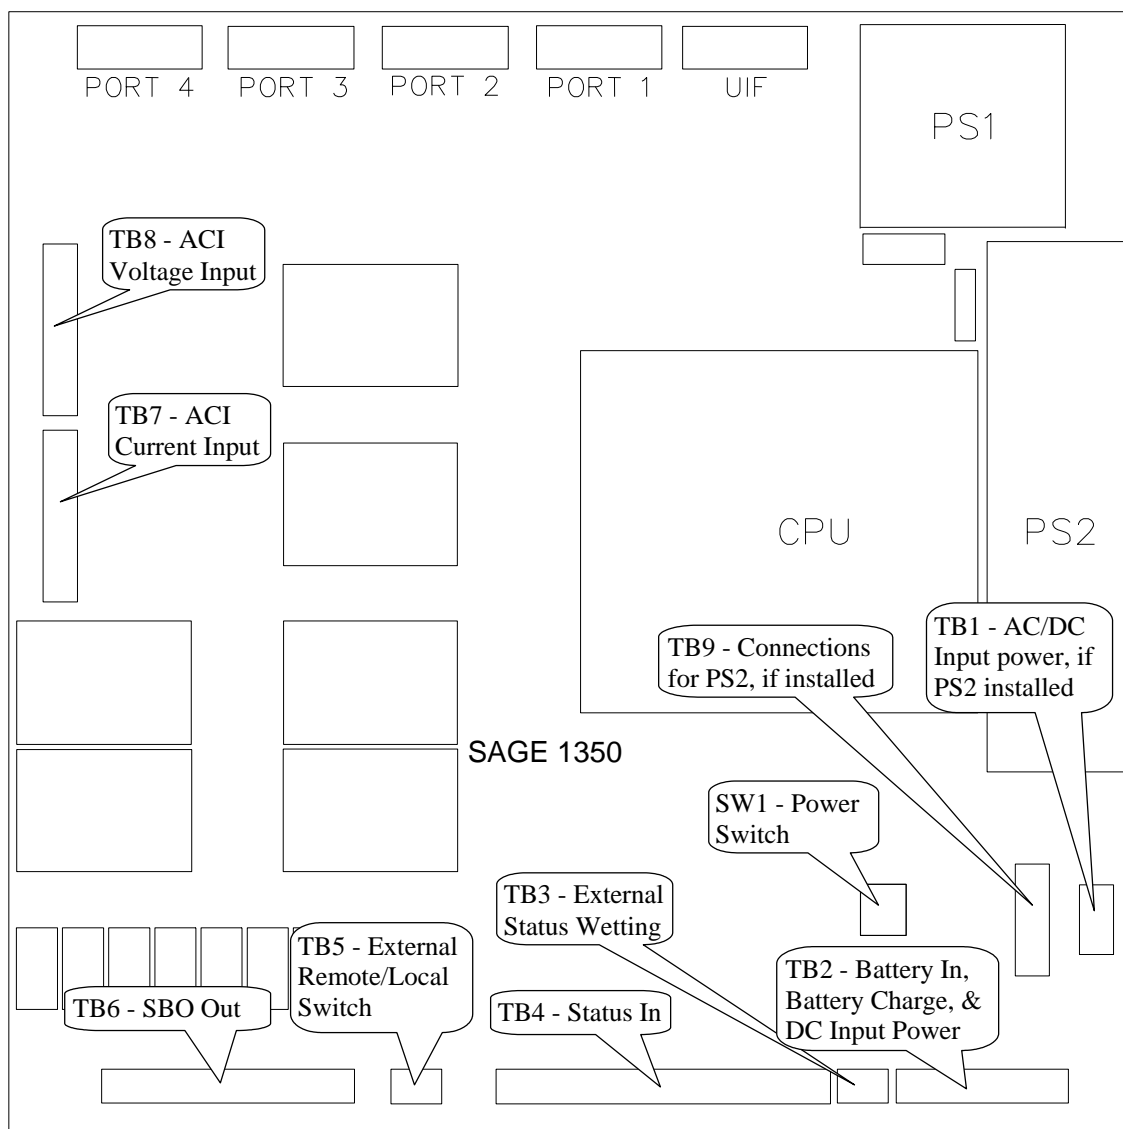 PORT 4
PORT 3
PORT 2
PORT 1
UIF
PS1
TB8 - ACI
Voltage Input
TB7 - ACI
Current Input
CPU
PS2
TB9 - Connections
for PS2, if installed
TB1 - AC/DC
Input power, if
PS2 installed
SAGE 1350
SW1 - Power
Switch
TB3 - External
Status Wetting
TB5 - External
Remote/Local
Switch
TB2 - Battery In,
Battery Charge, &
DC Input Power
TB6 - SBO Out
TB4 - Status In